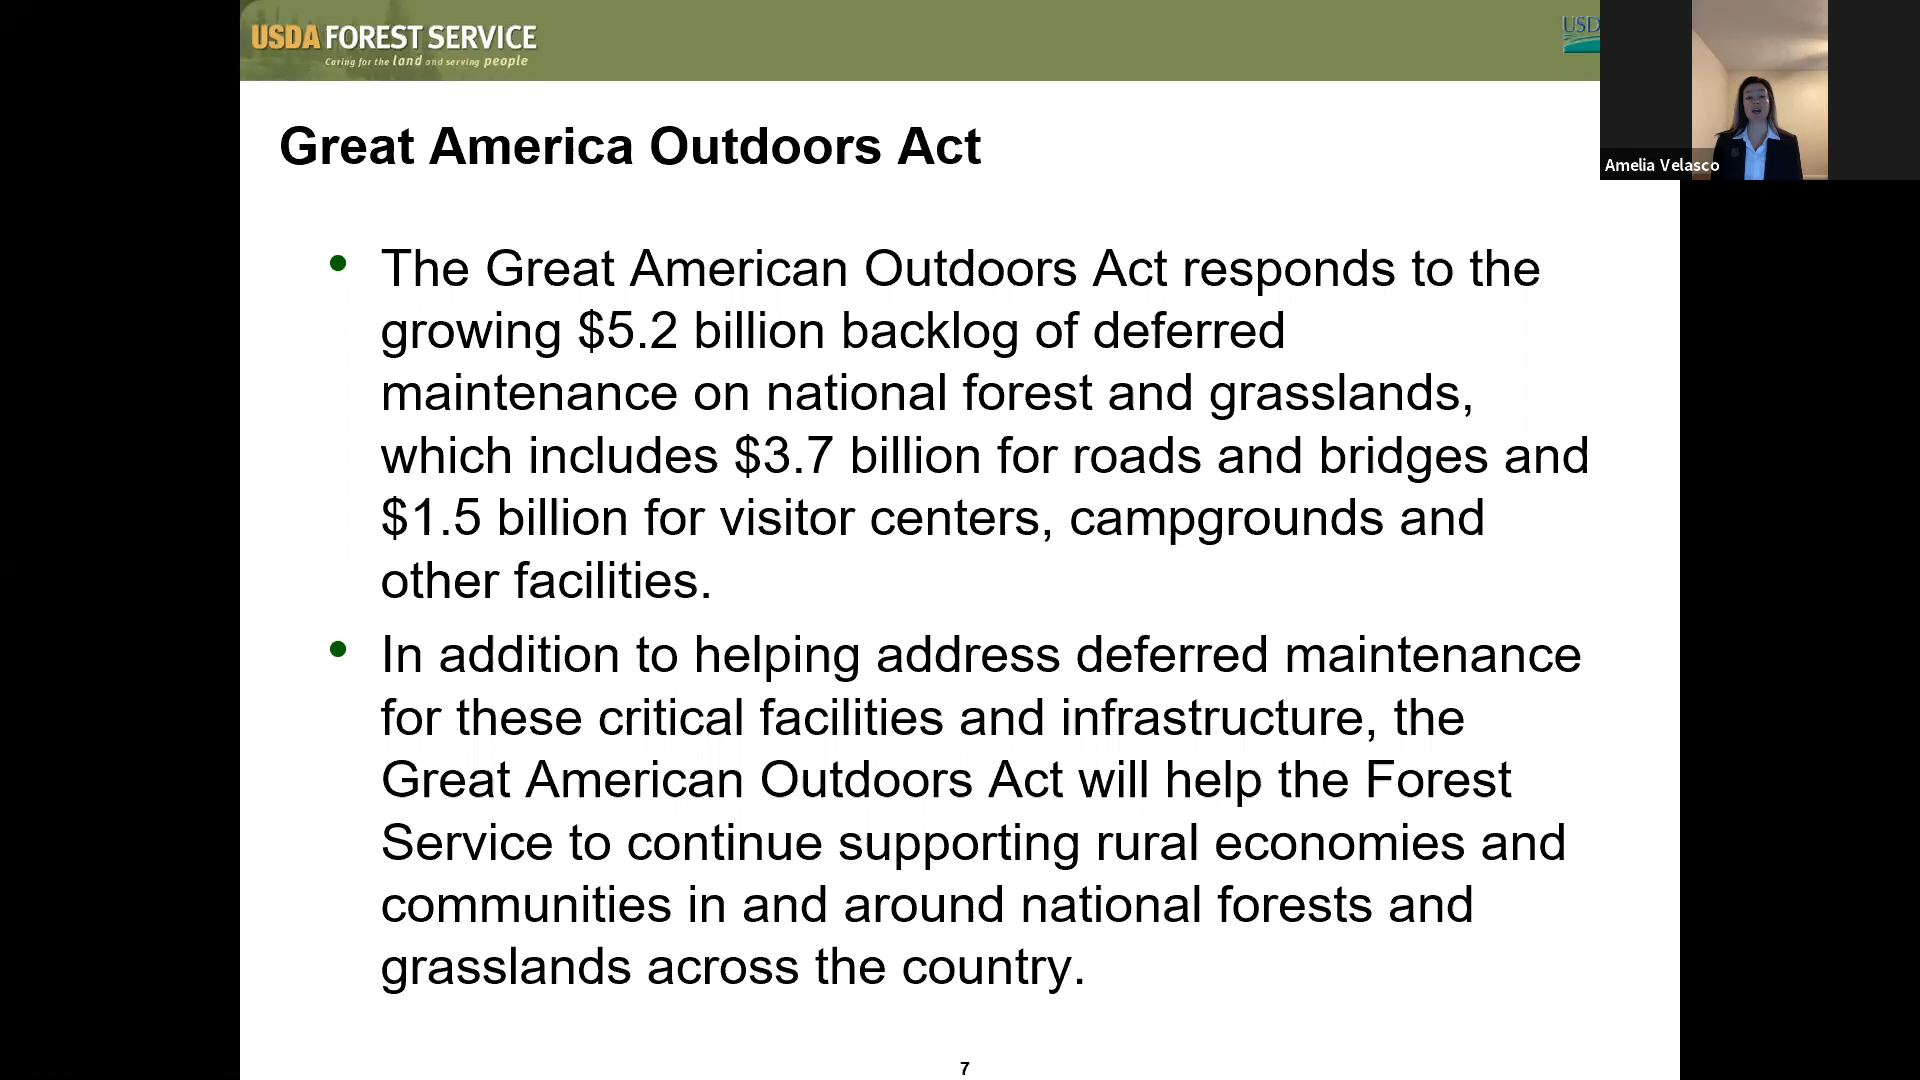 USDA FOREST SERVICE
Caring for the land and serving people
USD
Amelia Velasco
Great America Outdoors Act
• The Great American Outdoors Act responds to the
growing $5.2 billion backlog of deferred
maintenance on national forest and grasslands,
which includes $3.7 billion for roads and bridges and
$1.5 billion for visitor centers, campgrounds and
other facilities.
• In addition to helping address deferred maintenance
for these critical facilities and infrastructure, the
Great American Outdoors Act will help the Forest
Service to continue supporting rural economies and
communities in and around national forests and
grasslands across the country.
7